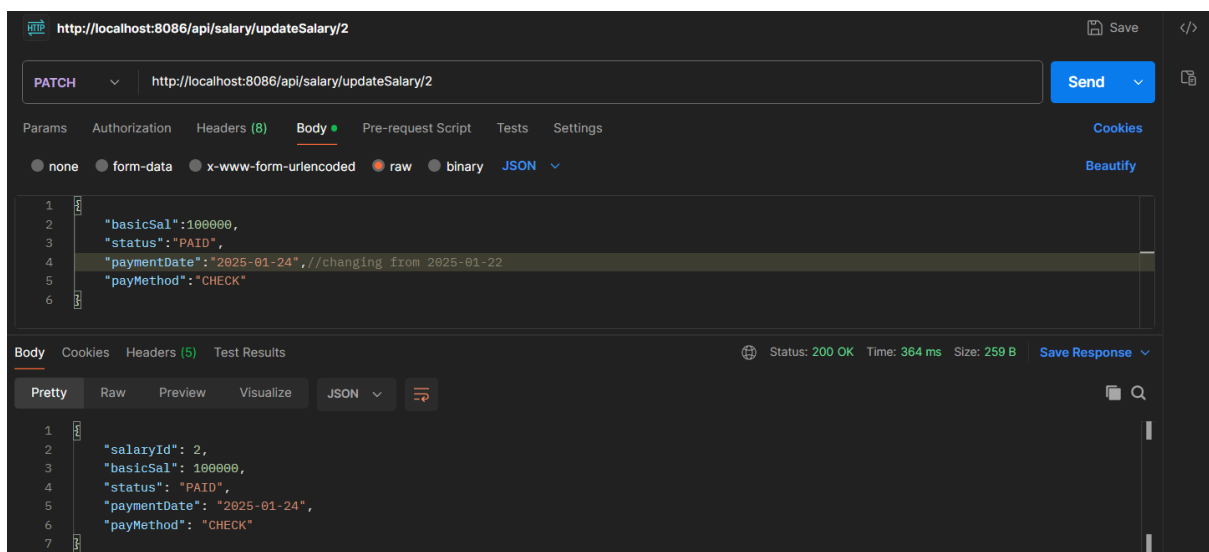 HTTP http://localhost:8086/api/salary/updateSalary/2 Save </>
PATCH http://localhost:8086/api/salary/updateSalary/2 Send
Params Authorization Headers (8) Body Pre-request Script Tests Settings Cookies
none form-data x-www-form-urlencoded raw binary JSON Beautify
1 {
2 "basicSal":100000,
3 "status":"PAID",
4 "paymentDate":"2025-01-24",//changing from 2025-01-22
5 "payMethod":"CHECK"
6 }
Body Cookies Headers (5) Test Results Status: 200 OK Time: 364 ms Size: 259 B Save Response
Pretty Raw Preview Visualize JSON
1 {
2 "salaryId": 2,
3 "basicSal": 100000,
4 "status": "PAID",
5 "paymentDate": "2025-01-24",
6 "payMethod": "CHECK"
7 }